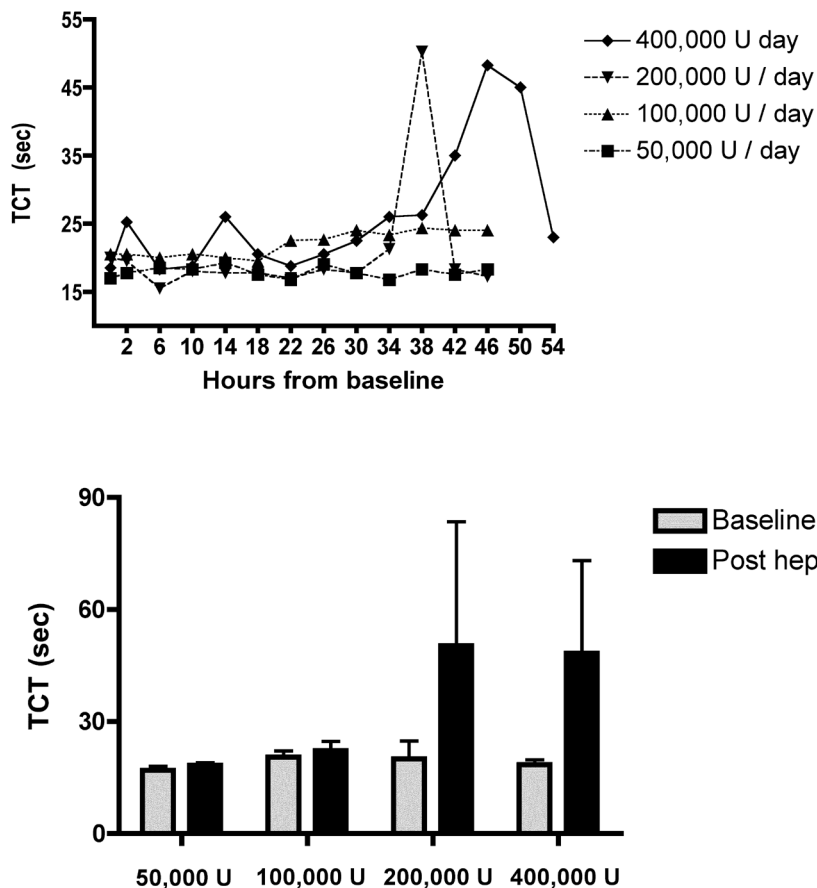 55
45
35
25
15
TCT (sec)
2 6 10 14 18 22 26 30 34 38 42 46 50 54
Hours from baseline
400,000 U day
200,000 U / day
100,000 U / day
50,000 U / day
90
60
30
0
TCT (sec)
50,000 U 100,000 U 200,000 U 400,000 U
Baseline
Post hep